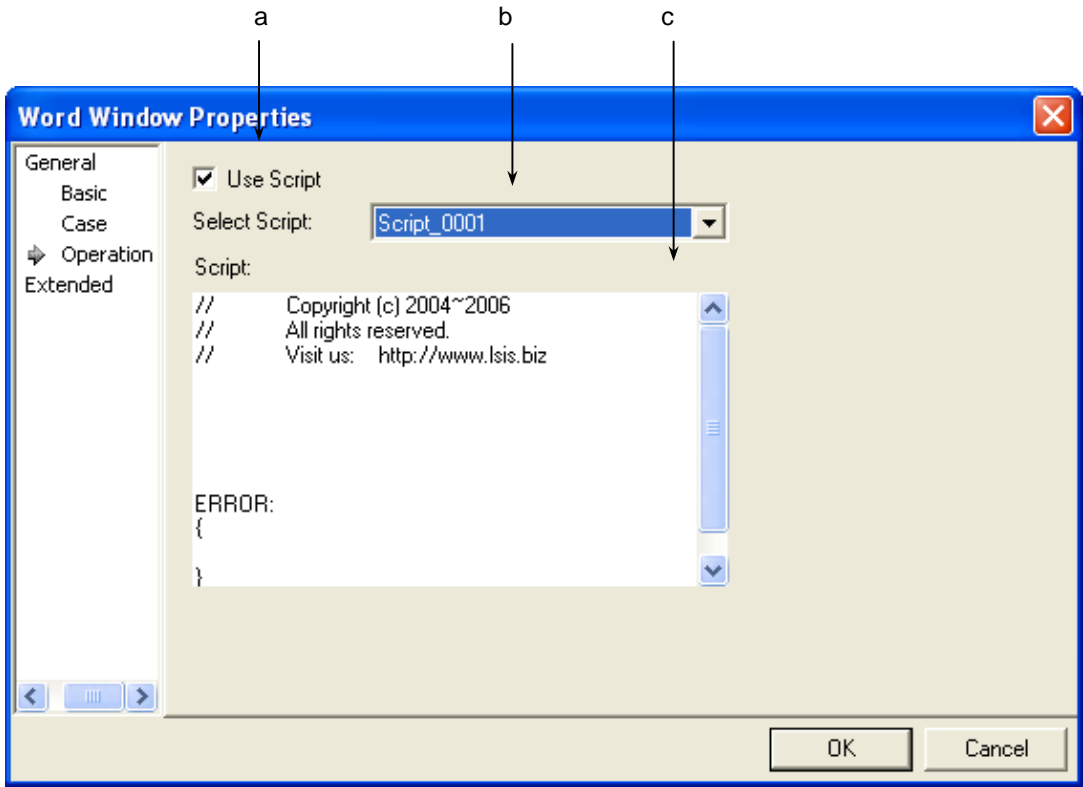 a b c
Word Window Properties
General
Basic
Case
Operation
Extended
Use Script
Select Script: Script_0001
Script:
// Copyright (c) 2004~2006
// All rights reserved.
// Visit us: http://www.lsis.biz
ERROR:
{
}
OK Cancel